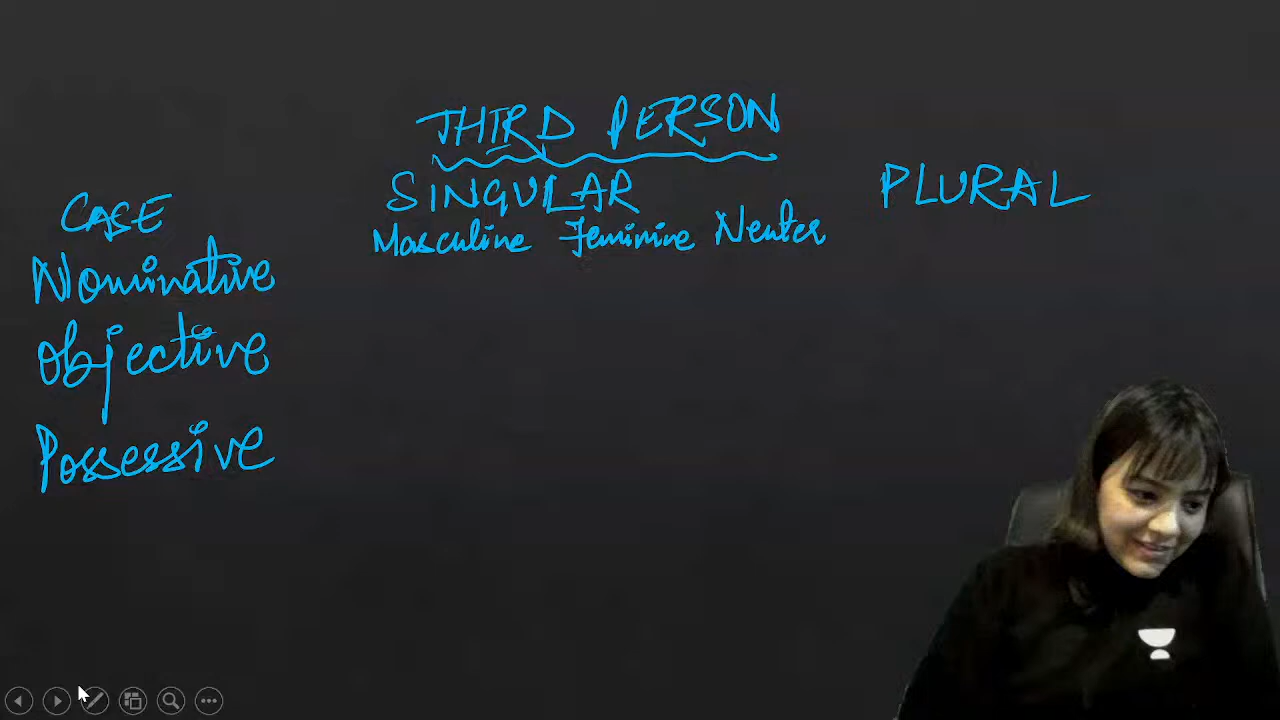 THIRD PERSON
SINGULAR PLURAL
CASE
Masculine Feminine Neuter
Nominative
Objective
Possessive